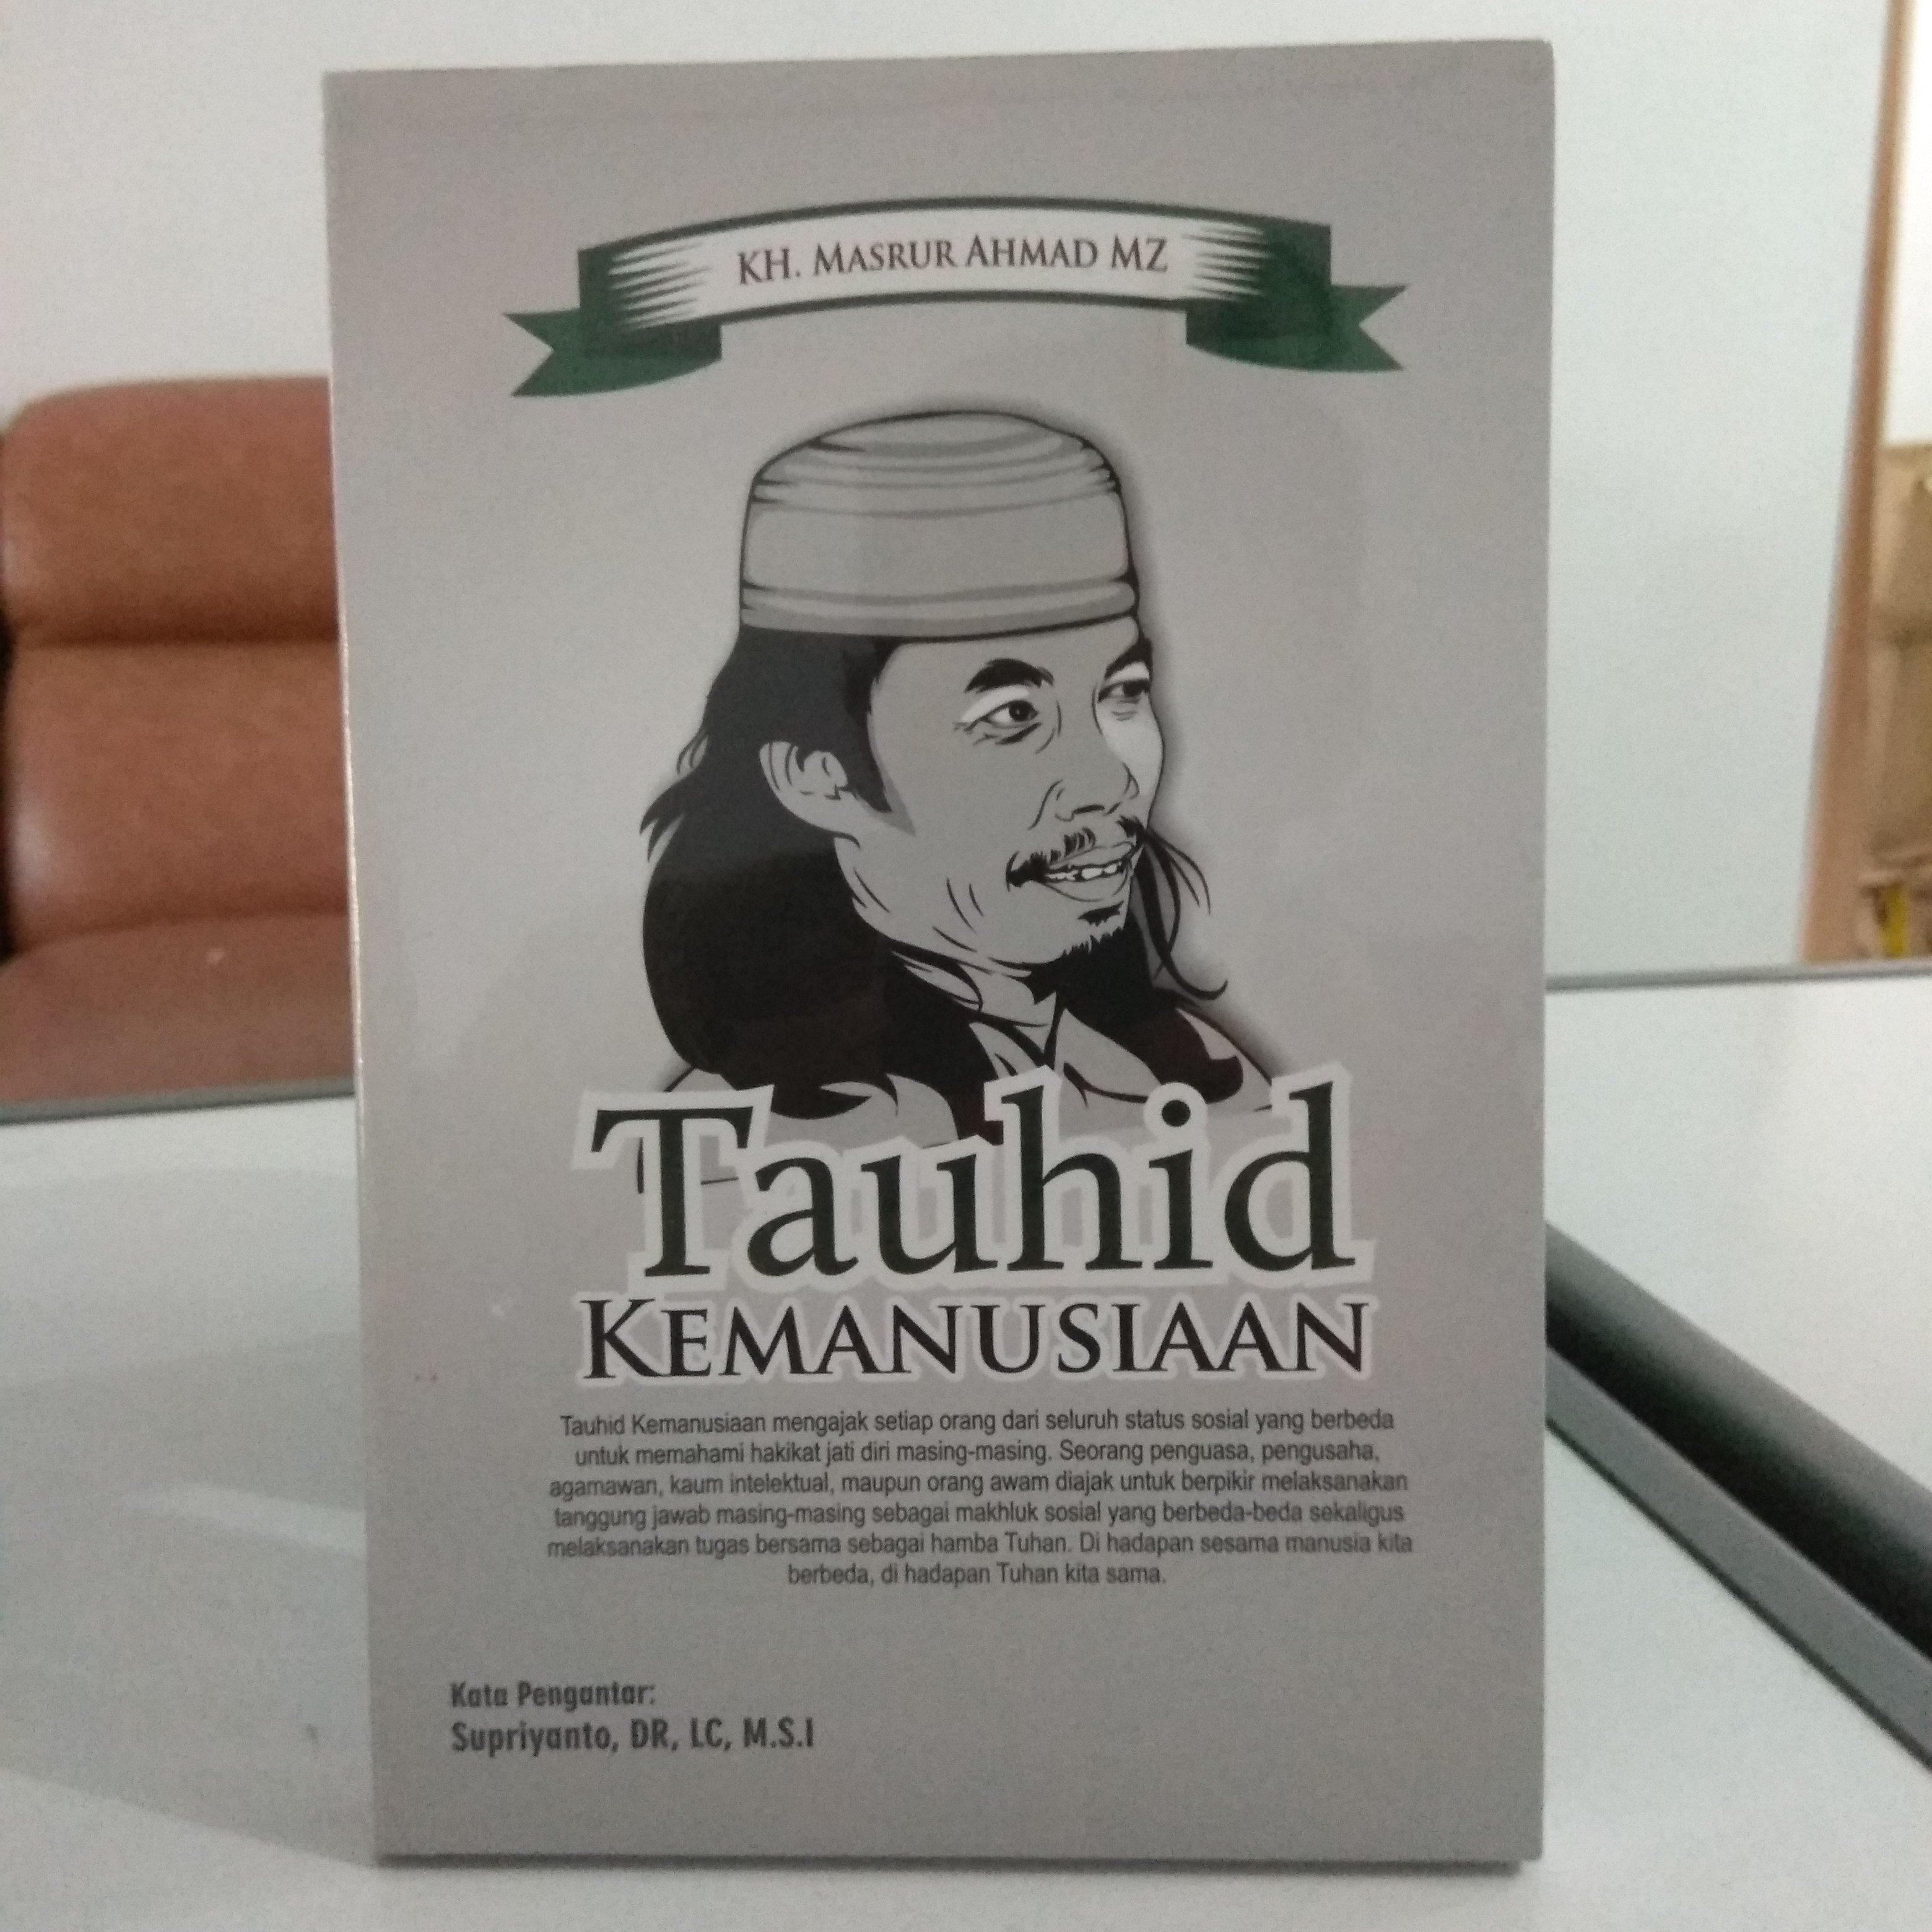 KH. MASRUR AHMAD MZ
Tauhid
KEMANUSIAAN
Tauhid Kemanusiaan mengajak setiap orang dari seluruh status sosial yang berbeda
untuk memahami hakikat jati diri masing-masing. Seorang penguasa, pengusaha,
agamawan, kaum intelektual, maupun orang awam diajak untuk berpikir melaksanakan
tanggung jawab masing-masing sebagai makhluk sosial yang berbeda-beda sekaligus
melaksanakan tugas bersama sebagai hamba Tuhan. Di hadapan sesama manusia kita
berbeda, di hadapan Tuhan kita sama.
Kata Pengantar:
Supriyanto, DR, LC, M.S.I